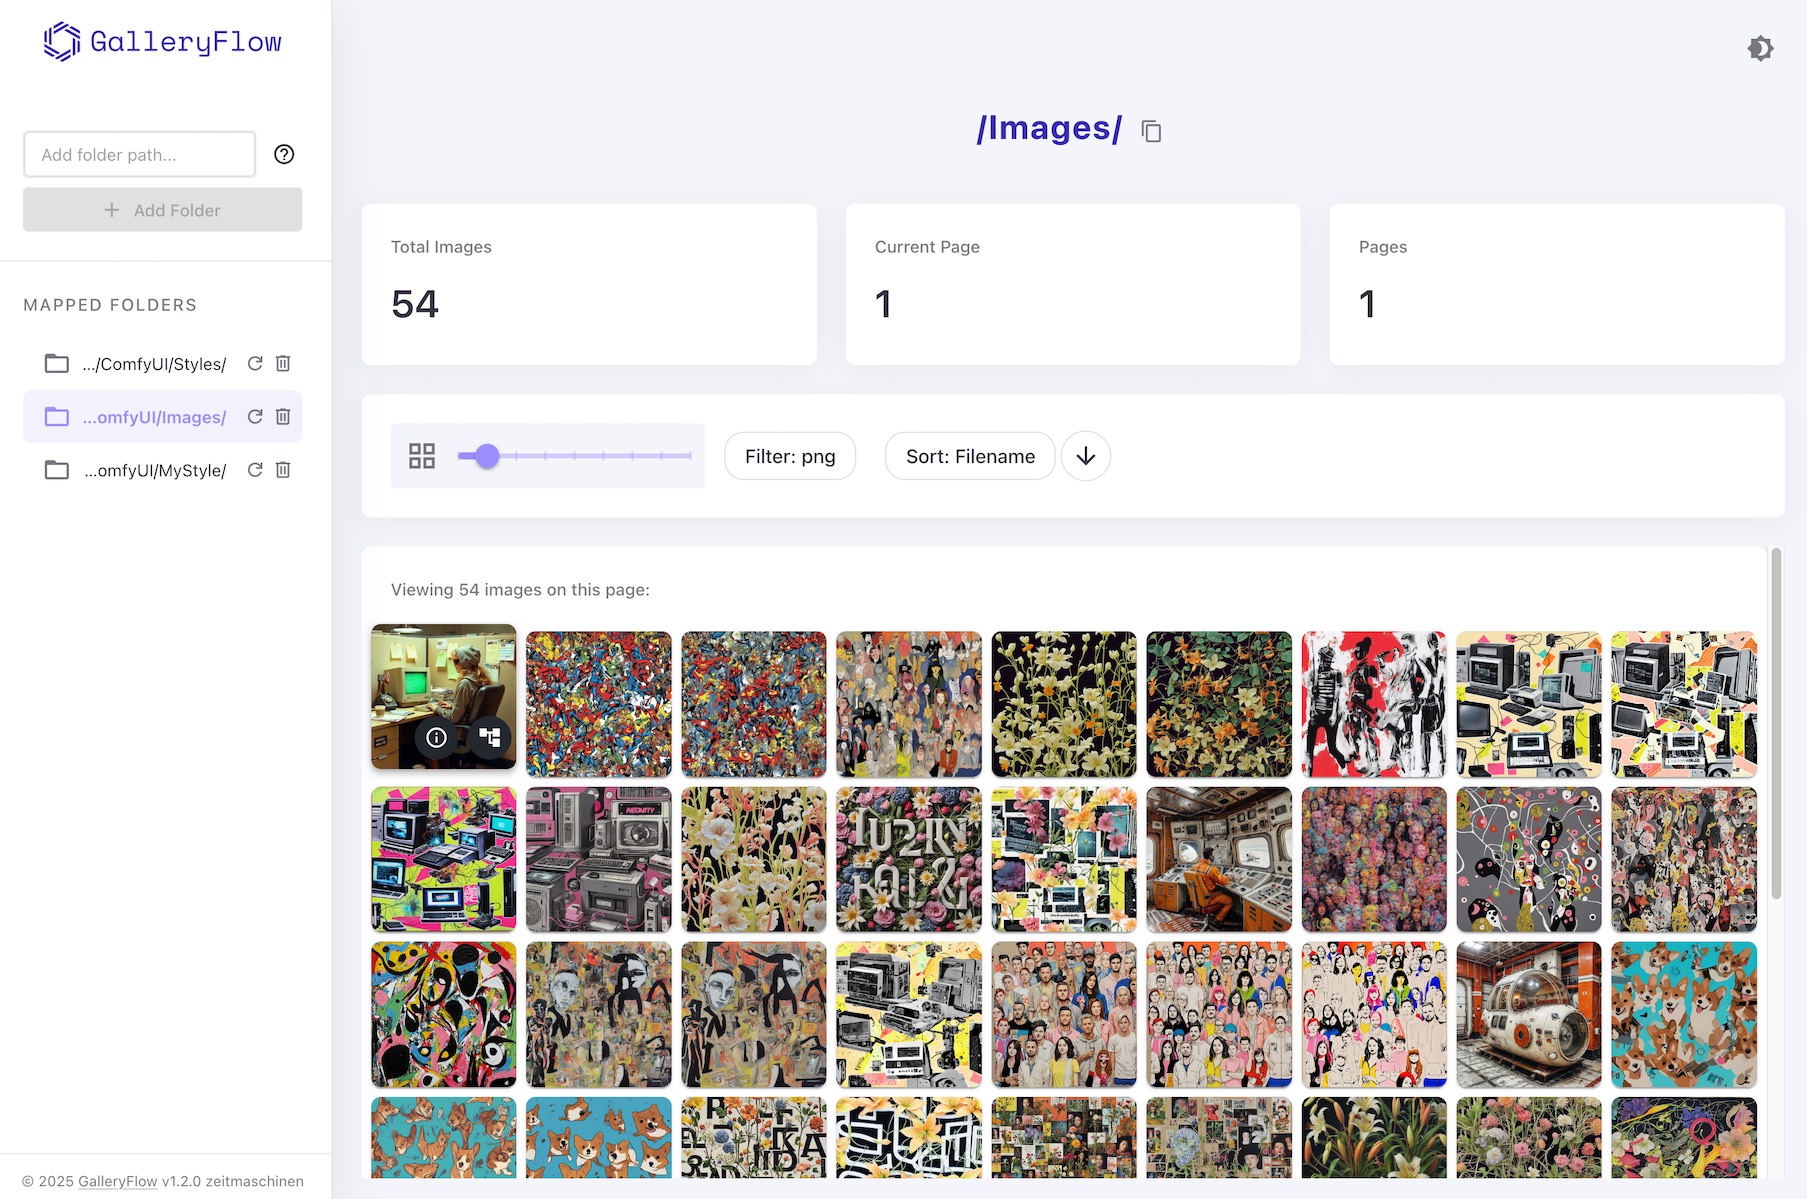 GalleryFlow
Add folder path...
+ Add Folder
MAPPED FOLDERS
.../ComfyUI/Styles/
...omfyUI/Images/
...omfyUI/MyStyle/
© 2025 GalleryFlow v1.2.0 zeitmaschinen
/Images/
Total Images
54
Current Page
1
Pages
1
Filter: png
Sort: Filename
Viewing 54 images on this page:
NEONITY